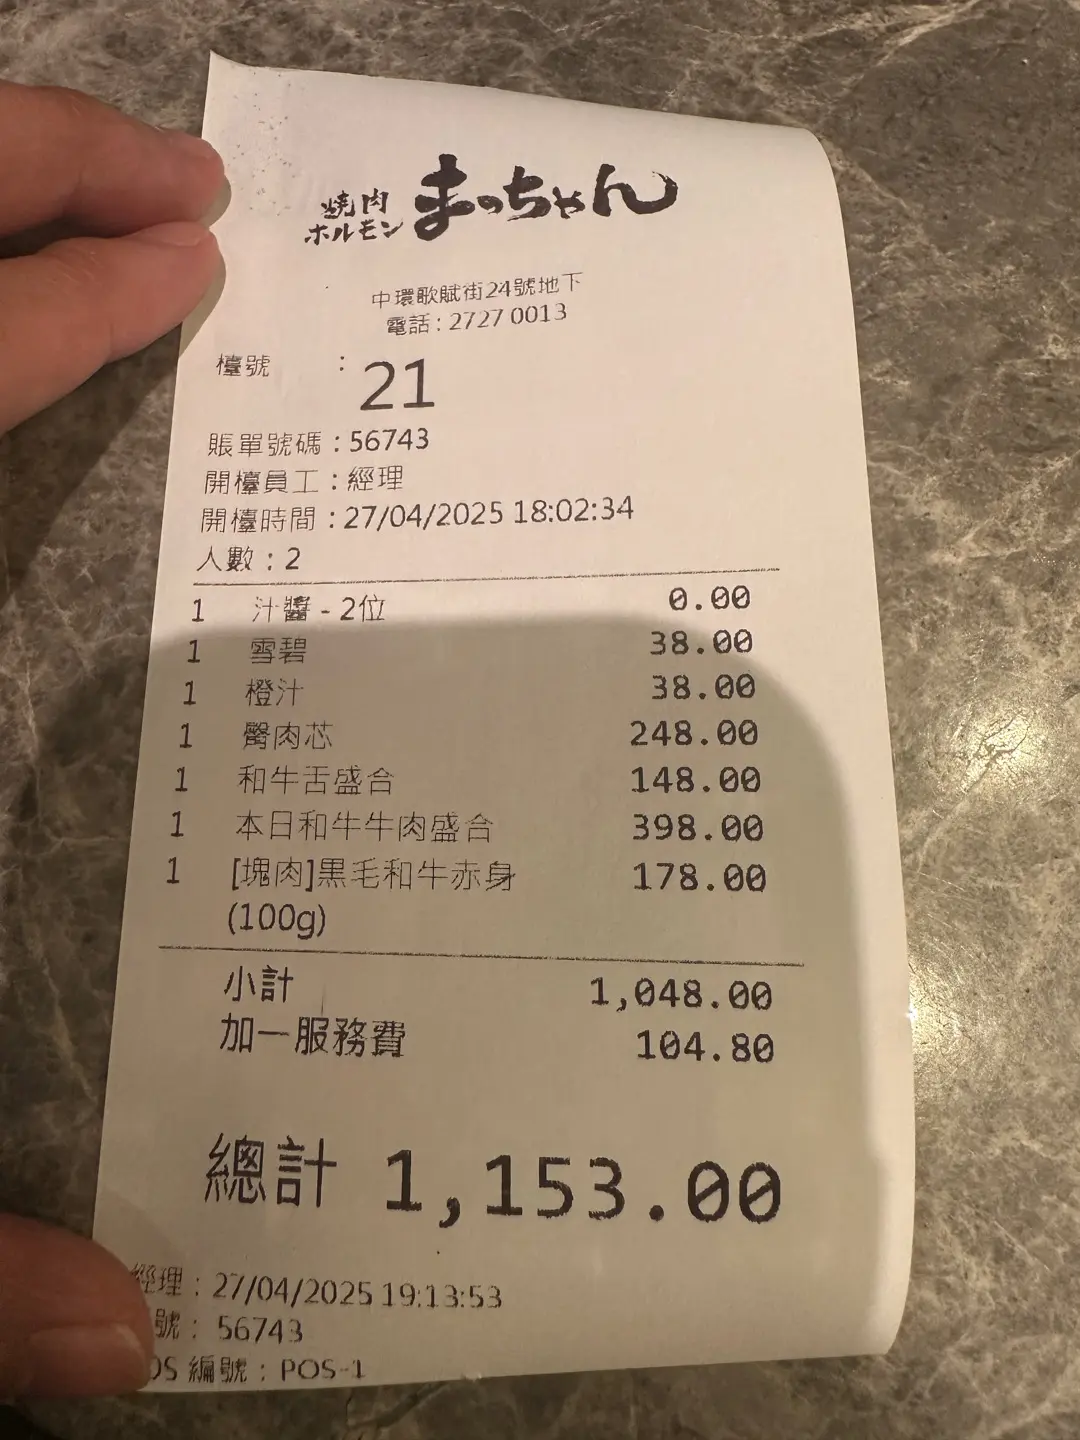 焼肉 まっちゃん
ホルモン
中環歌賦街24號地下
電話 : 2727 0013
檯號 : 21
賬單號碼 : 56743
開檯員工 : 經理
開檯時間 : 27/04/2025 18:02:34
人數 : 2
1 汁醬 - 2位 0.00
1 雪碧 38.00
1 橙汁 38.00
1 臀肉芯 248.00
1 和牛舌盛合 148.00
1 本日和牛牛肉盛合 398.00
1 [塊肉]黒毛和牛赤身 178.00
(100g)
小計 1,048.00
加一服務費 104.80
總計 1,153.00
經理 : 27/04/2025 19:13:53
號 : 56743
OS 編號 : POS-1